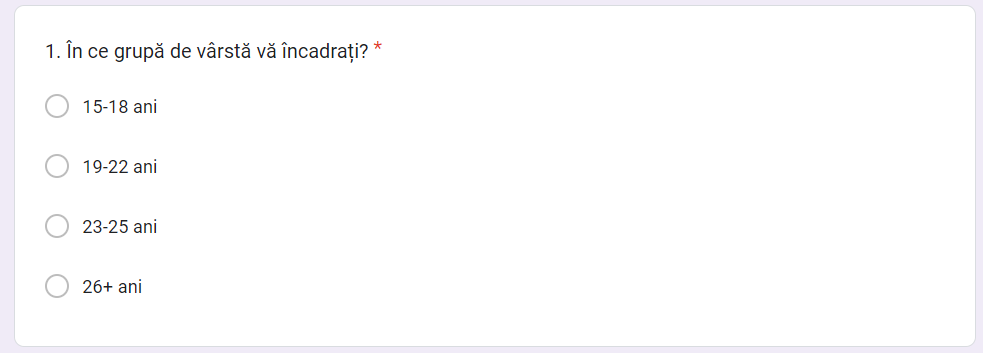 1. În ce grupă de vârstă vă încadrați? *
15-18 ani
19-22 ani
23-25 ani
26+ ani